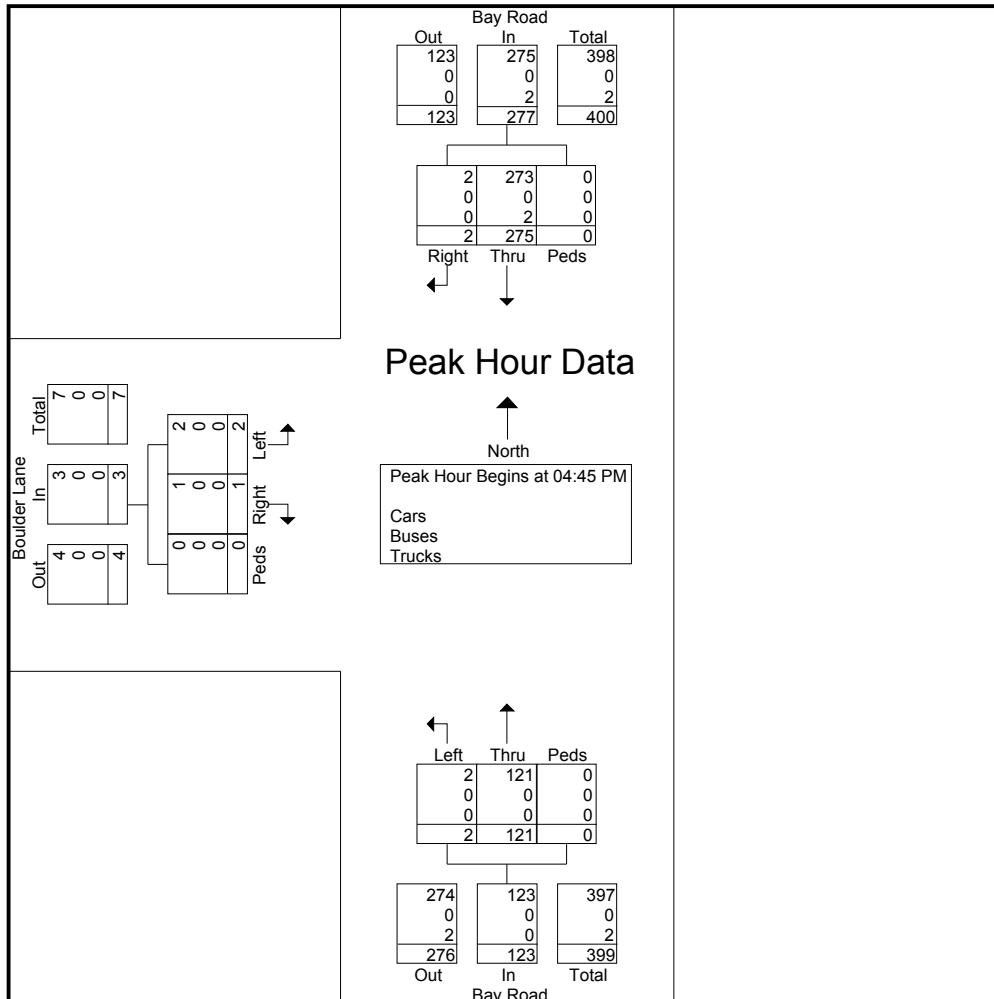 Bay Road
Out In Total
123 275 398
0 0 0
0 2 2
123 277 400
2 273 0
0 0 0
0 2 0
2 275 0
Right Thru Peds
Peak Hour Data
North
Peak Hour Begins at 04:45 PM
Cars
Buses
Trucks
Boulder Lane
Out In Total
4 3 7
0 0 0
0 0 0
4 3 7
0 1 2
0 0 0
0 0 0
0 1 2
Peds Right Left
Left Thru Peds
2 121 0
0 0 0
0 0 0
2 121 0
274 123 397
0 0 0
2 0 2
276 123 399
Out In Total
Bay Road